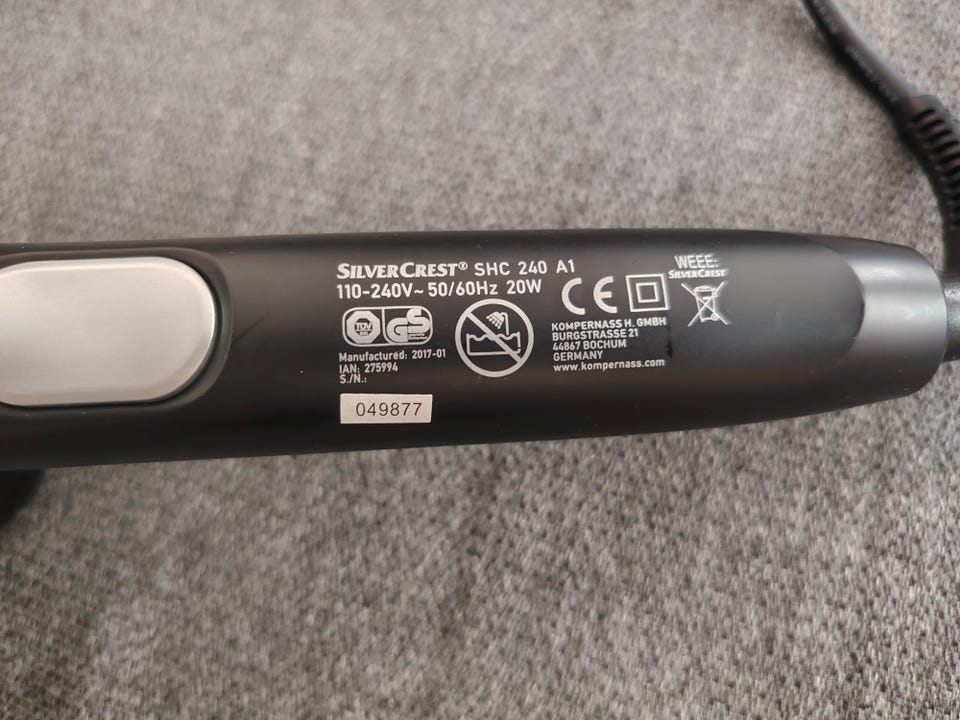 SILVERCREST® SHC 240 A1
110-240V~ 50/60Hz 20W
TÜV
GS
Manufactured: 2017-01
IAN: 275994
S./N.:
049877
CE
KOMPERNASS H. GMBH
BURGSTRASSE 21
44867 BOCHUM
GERMANY
www.kompernass.com
WEEE:
SILVERCREST